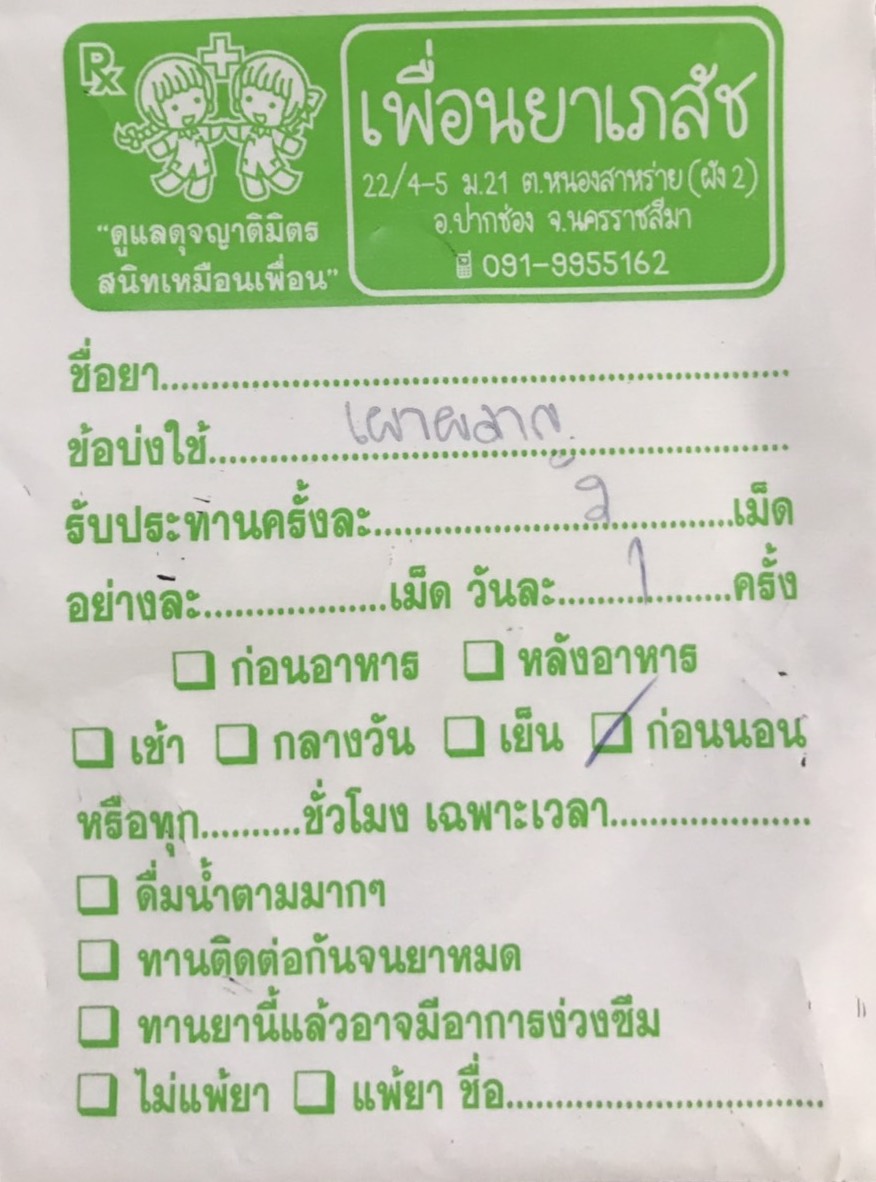 Rx
เพื่อนยาเภสัช
22/4-5 ม.21 ต.หนองสาหร่าย (ผัง 2)
อ.ปากช่อง จ.นครราชสีมา
091-9955162
"ดูแลดุจญาติมิตร
สนิทเหมือนเพื่อน"
ชื่อยา
ข้อบ่งใช้ เผาผลาญ
รับประทานครั้งละ 2 เม็ด
อย่างละ เม็ด วันละ 1 ครั้ง
ก่อนอาหาร หลังอาหาร
เช้า กลางวัน เย็น ก่อนนอน
หรือทุก ชั่วโมง เฉพาะเวลา
ดื่มน้ำตามมากๆ
ทานติดต่อกันจนยาหมด
ทานยานี้แล้วอาจมีอาการง่วงซึม
ไม่แพ้ยา แพ้ยา ชื่อ